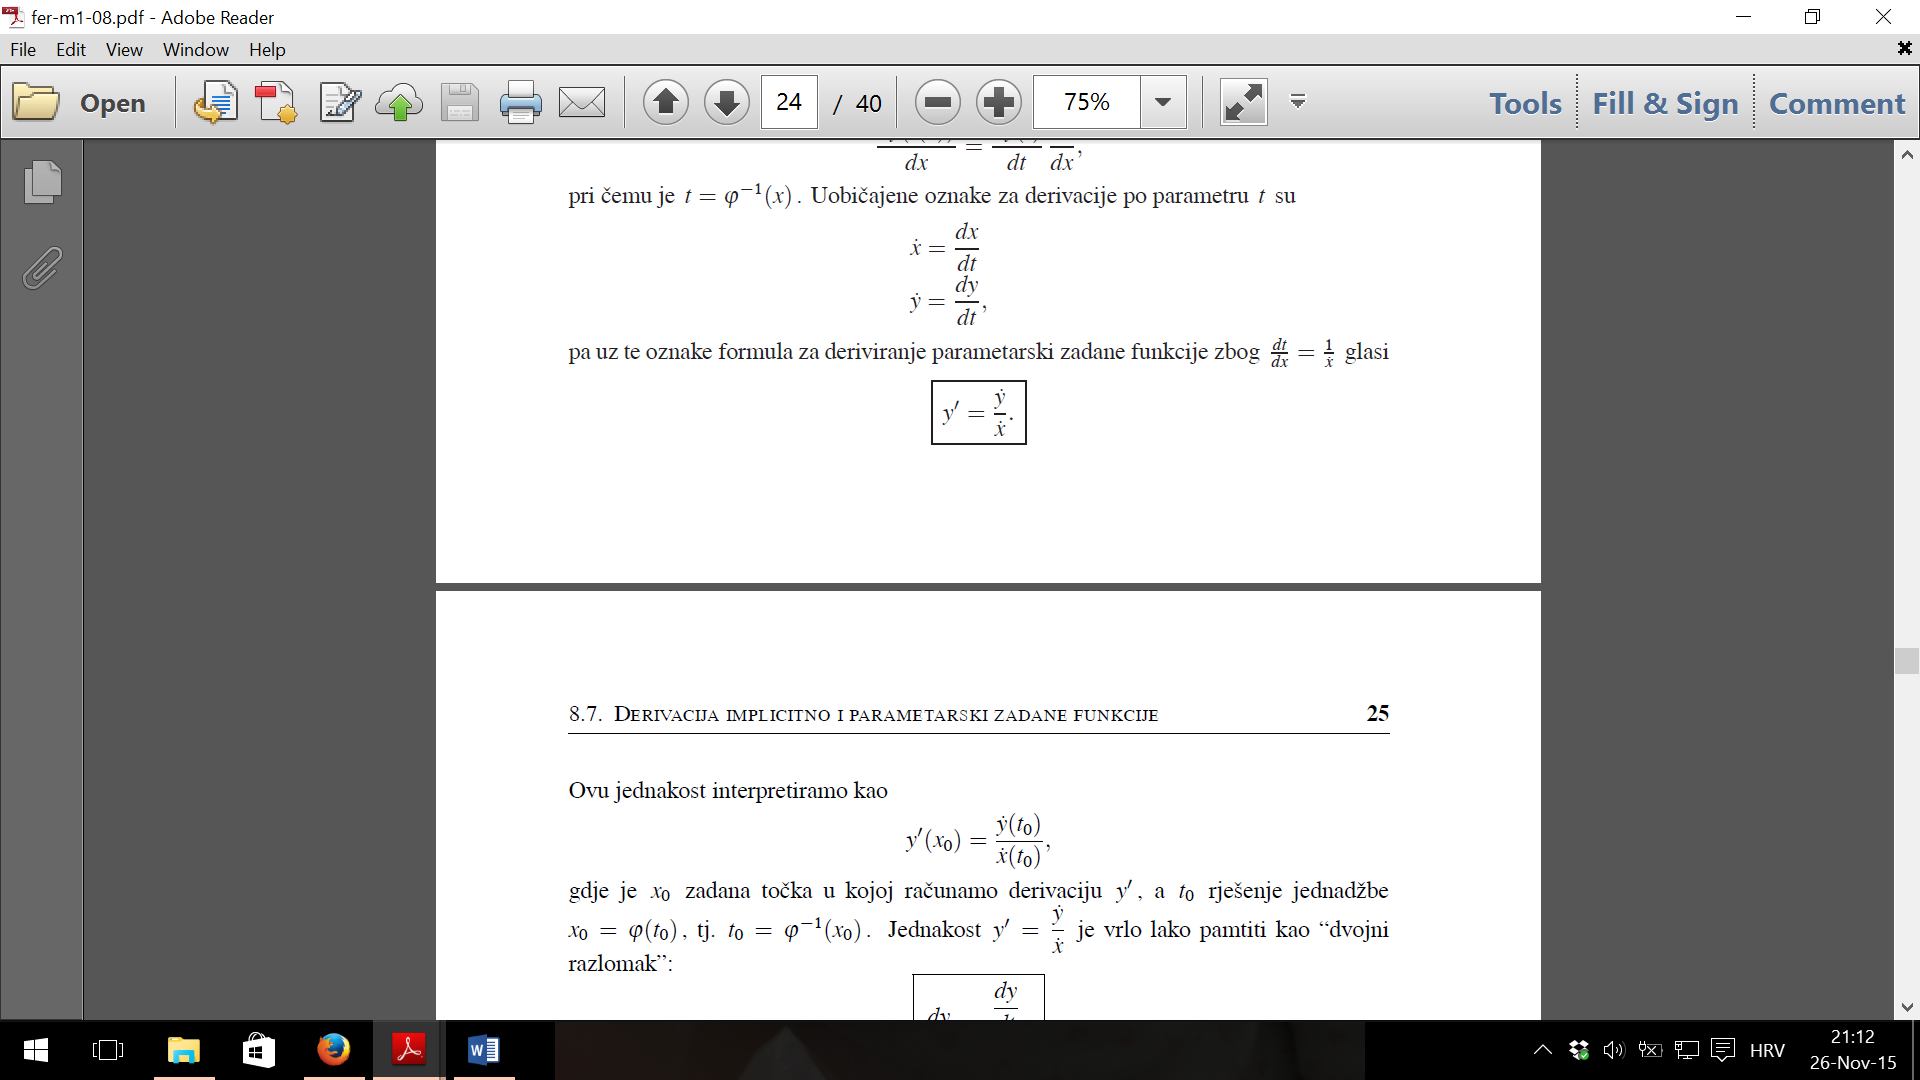 fer-m1-08.pdf - Adobe Reader
File Edit View Window Help
Open 24 / 40 75% Tools Fill & Sign Comment
dx = dt dx,
pri čemu je t = φ⁻¹(x). Uobičajene oznake za derivacije po parametru t su
ẋ = dx/dt
ẏ = dy/dt,
pa uz te oznake formula za deriviranje parametarski zadane funkcije zbog dt/dx = 1/ẋ glasi
y′ = ẏ/ẋ.
8.7. DERIVACIJA IMPLICITNO I PARAMETARSKI ZADANE FUNKCIJE 25
Ovu jednakost interpretiramo kao
y′(x₀) = ẏ(t₀)/ẋ(t₀),
gdje je x₀ zadana točka u kojoj računamo derivaciju y′, a t₀ rješenje jednadžbe
x₀ = φ(t₀), tj. t₀ = φ⁻¹(x₀). Jednakost y′ = ẏ/ẋ je vrlo lako pamtiti kao “dvojni
razlomak”:
dy
dy
HRV
21:12
26-Nov-15